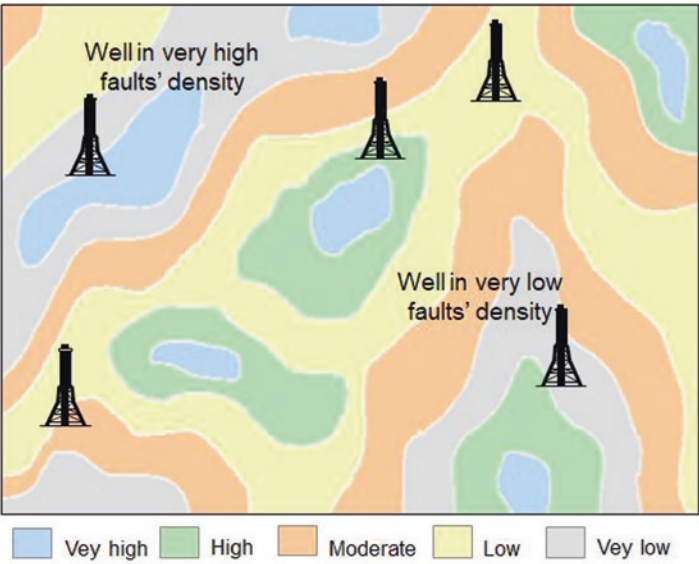 Well in very high
faults' density
Well in very low
faults' density
Vey high
High
Moderate
Low
Vey low